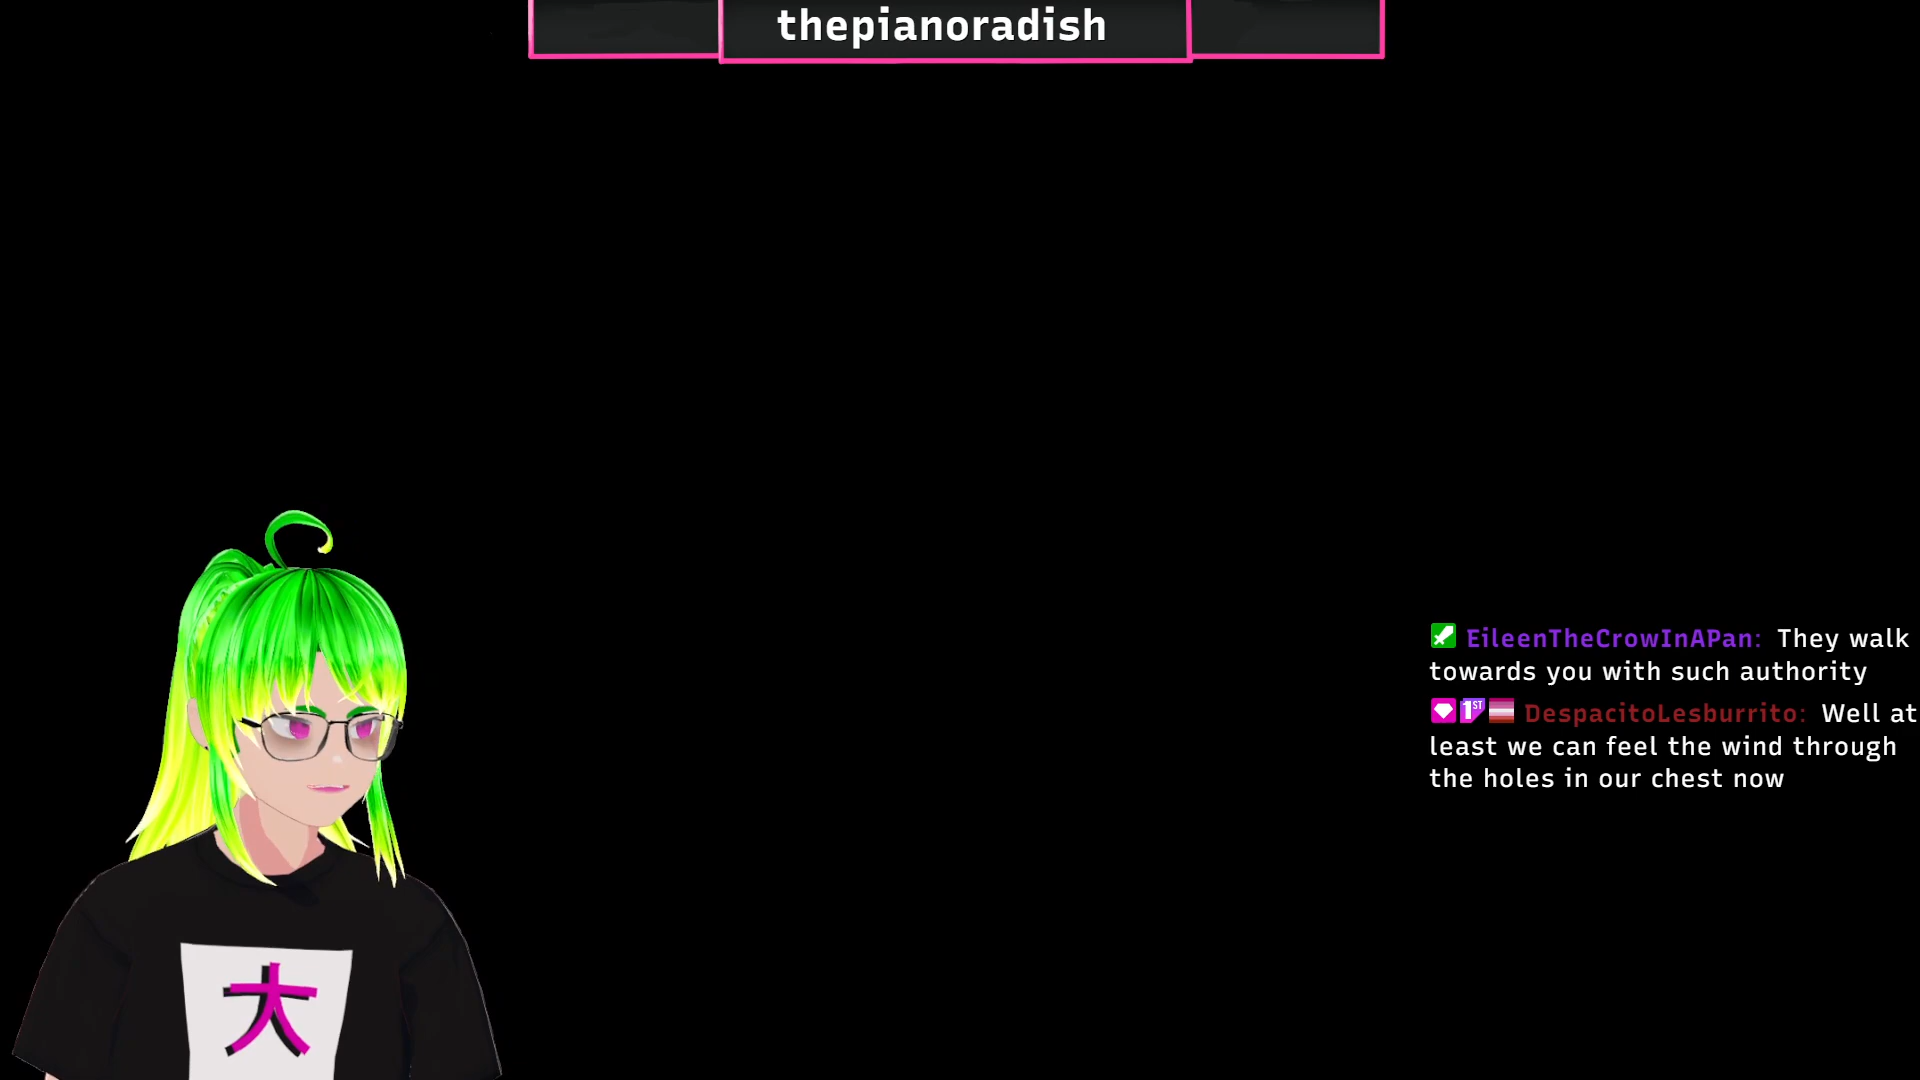 thepianoradish
EileenTheCrowInAPan: They walk
towards you with such authority
1ST DespacitoLesburrito: Well at
least we can feel the wind through
the holes in our chest now
大